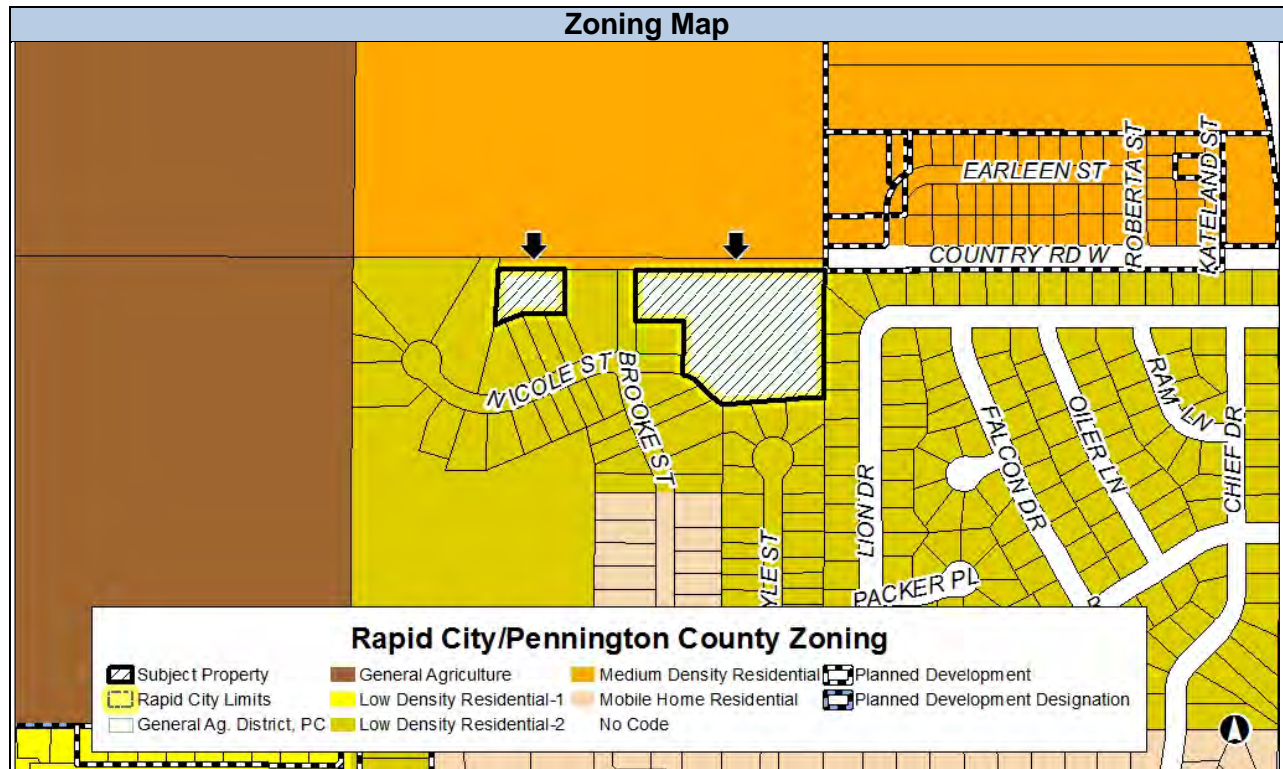 Zoning Map
EARLEEN ST
ROBERTA ST
KATELAND ST
COUNTRY RD W
NICOLE ST
BROOKE ST
LION DR
FALCON DR
OILER LN
RAM LN
CHIEF DR
YLE ST
PACKER PL
Rapid City/Pennington County Zoning
Subject Property
General Agriculture
Medium Density Residential
Planned Development
Rapid City Limits
Low Density Residential-1
Mobile Home Residential
Planned Development Designation
General Ag. District, PC
Low Density Residential-2
No Code